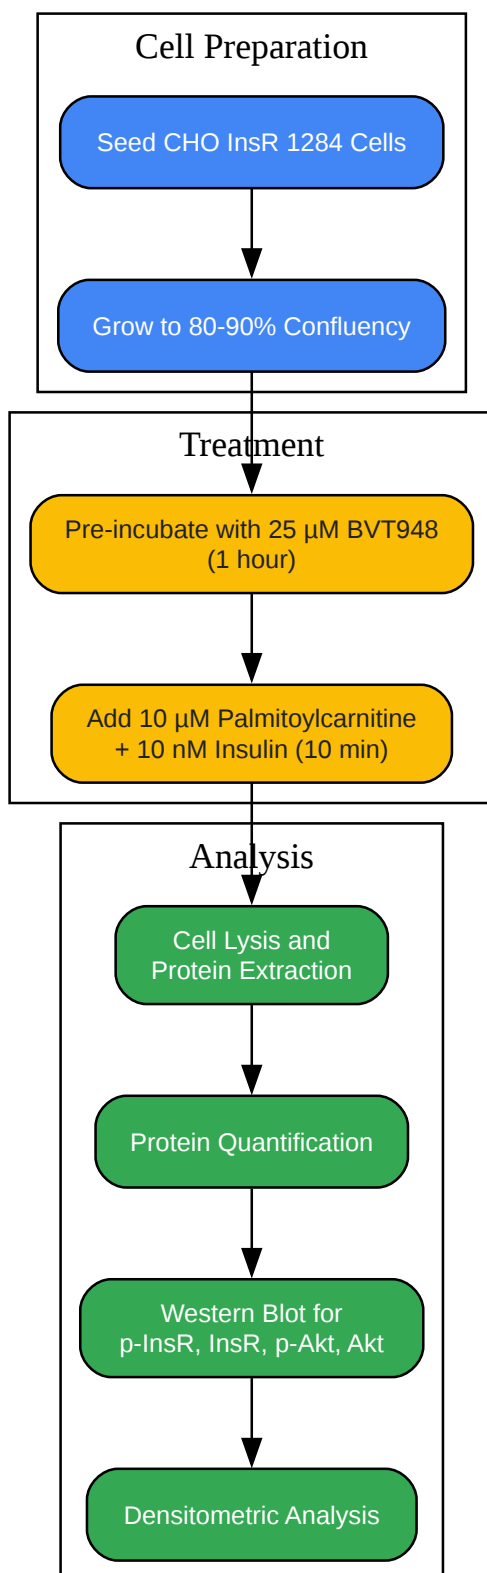 Cell Preparation
Seed CHO InsR 1284 Cells
Grow to 80-90% Confluency
Treatment
Pre-incubate with 25 µM BVT948
(1 hour)
Add 10 µM Palmitoylcarnitine
+ 10 nM Insulin (10 min)
Analysis
Cell Lysis and
Protein Extraction
Protein Quantification
Western Blot for
p-InsR, InsR, p-Akt, Akt
Densitometric Analysis